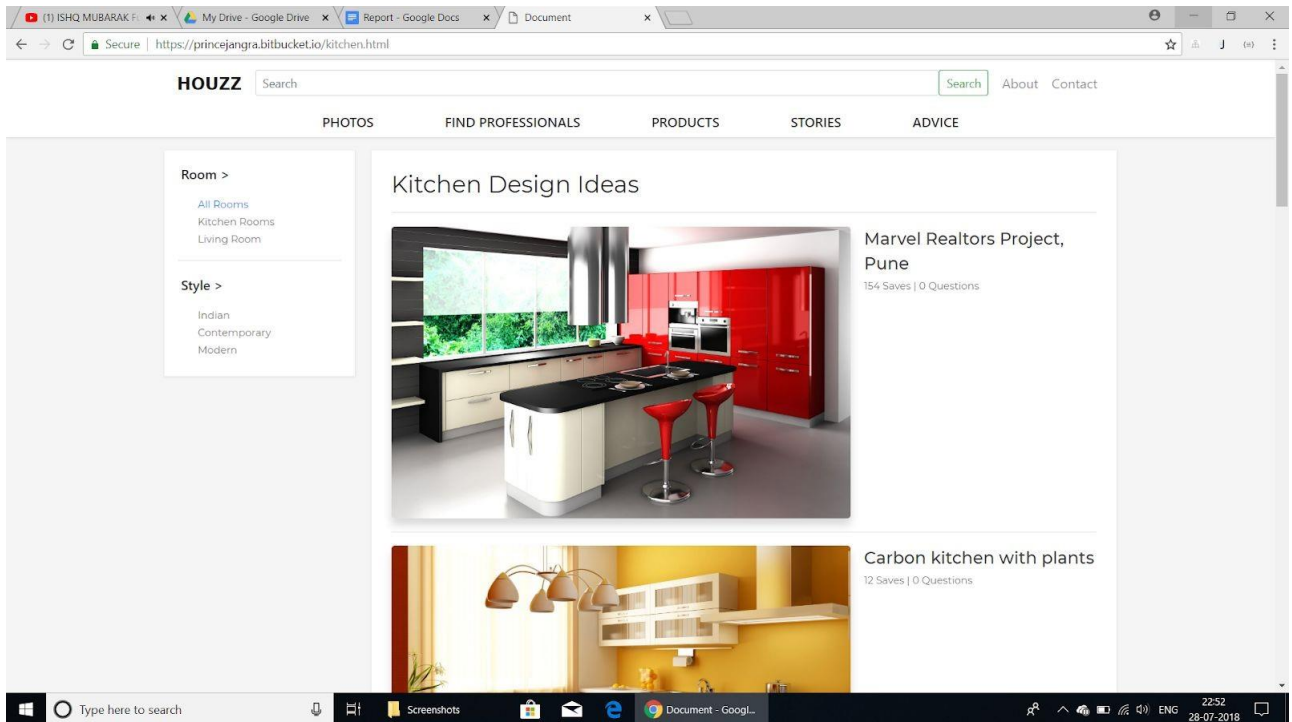 (1) ISHQ MUBARAK
My Drive - Google Drive
Report - Google Docs
Document
Secure
https://princejangra.bitbucket.io/kitchen.html
HOUZZ
Search
Search
About
Contact
PHOTOS
FIND PROFESSIONALS
PRODUCTS
STORIES
ADVICE
Room >
All Rooms
Kitchen Rooms
Living Room
Style >
Indian
Contemporary
Modern
Kitchen Design Ideas
Marvel Realtors Project,
Pune
154 Saves | 0 Questions
Carbon kitchen with plants
12 Saves | 0 Questions
Type here to search
Screenshots
Document - Googl...
ENG
22:52
28-07-2018